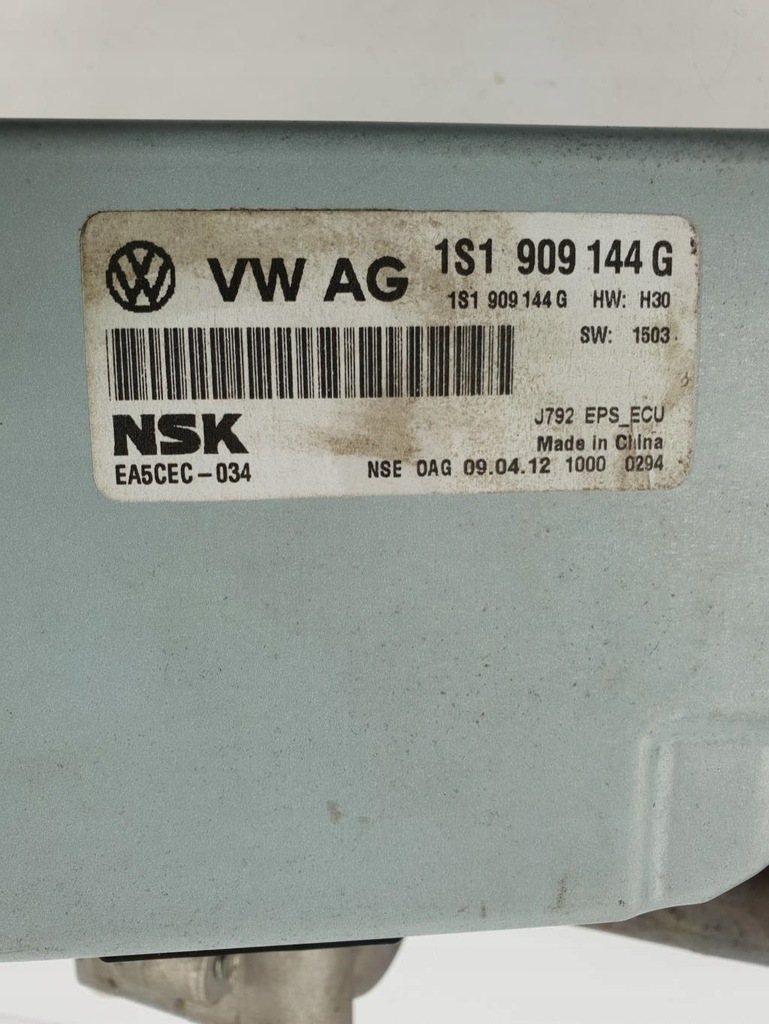 VW AG 1S1 909 144 G
1S1 909 144 G HW: H30
SW: 1503
NSK
J792 EPS_ECU
Made in China
EA5CEC-034 NSE 0AG 09.04.12 1000 0294